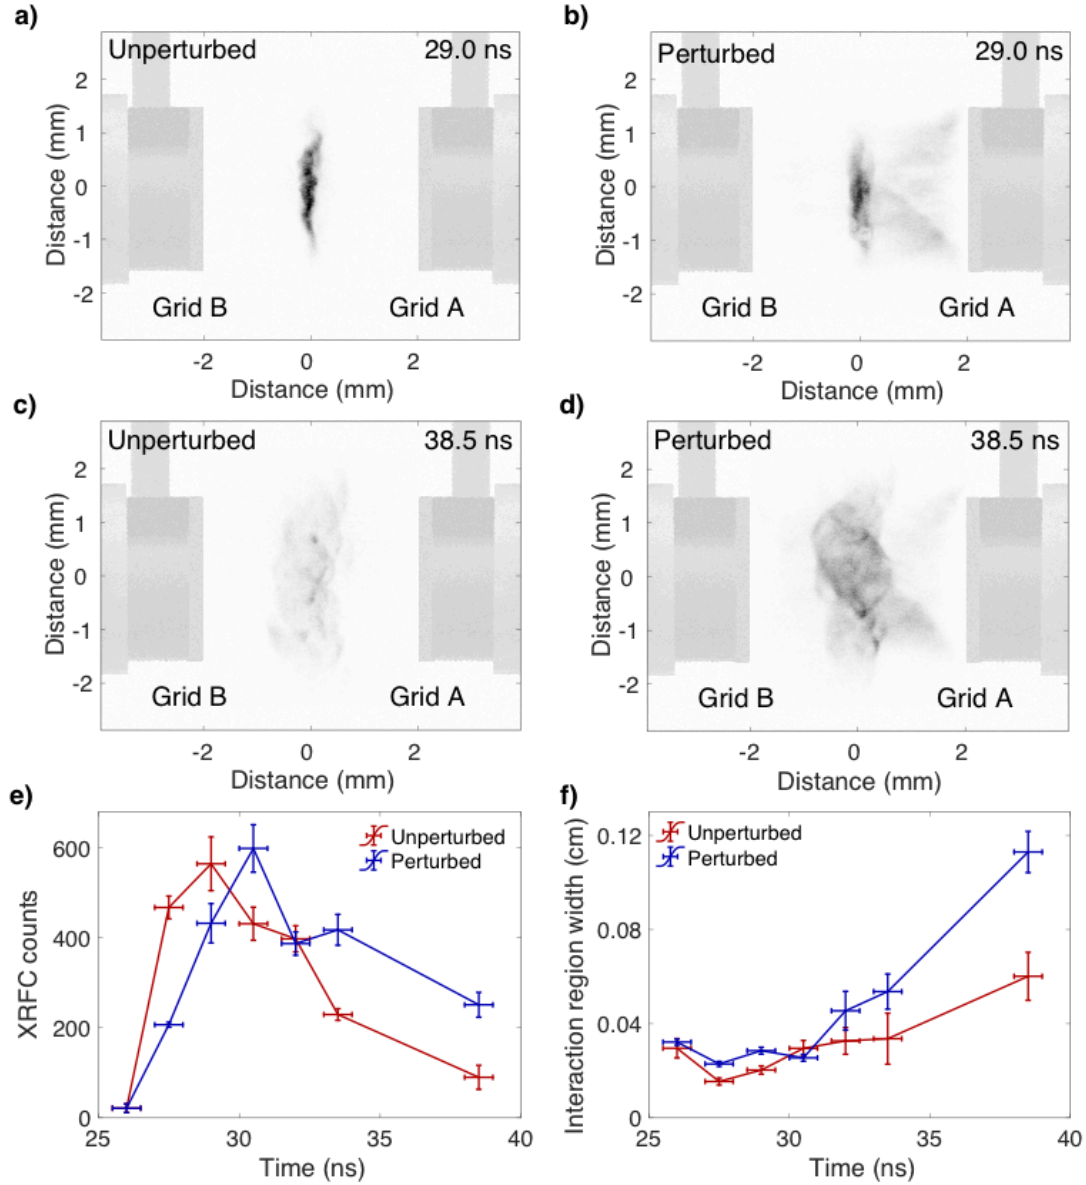 a)
Unperturbed 29.0 ns
Distance (mm)
2
1
0
-1
-2
Grid B Grid A
-2 0 2
Distance (mm)
b)
Perturbed 29.0 ns
Distance (mm)
2
1
0
-1
-2
Grid B Grid A
-2 0 2
Distance (mm)
c)
Unperturbed 38.5 ns
Distance (mm)
2
1
0
-1
-2
Grid B Grid A
-2 0 2
Distance (mm)
d)
Perturbed 38.5 ns
Distance (mm)
2
1
0
-1
-2
Grid B Grid A
-2 0 2
Distance (mm)
e)
XRFC counts
600
400
200
0
Unperturbed
Perturbed
25 30 35 40
Time (ns)
f)
Interaction region width (cm)
0.12
0.08
0.04
0
Unperturbed
Perturbed
25 30 35 40
Time (ns)